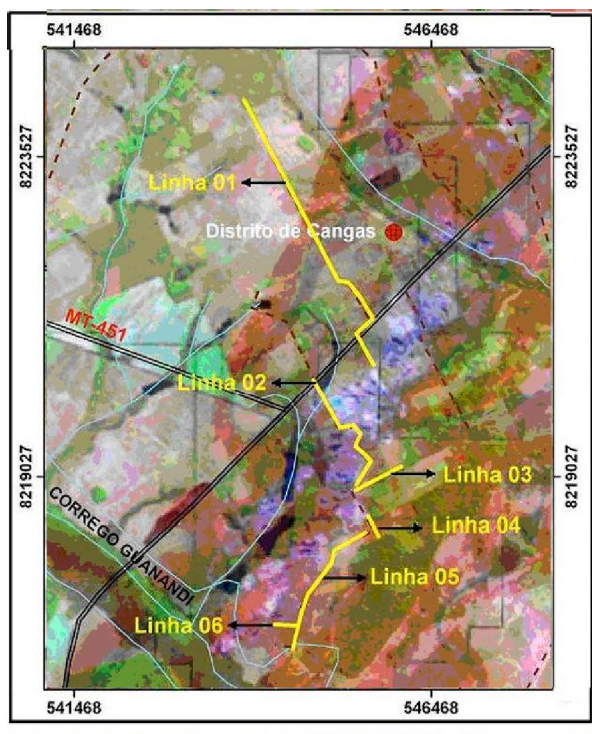 541468 546468
8223527 8223527
Linha 01
Distrito de Cangas
MT-451
Linha 02
8219027 8219027
Linha 03
CORREGO GUANANDI
Linha 04
Linha 05
Linha 06
541468 546468